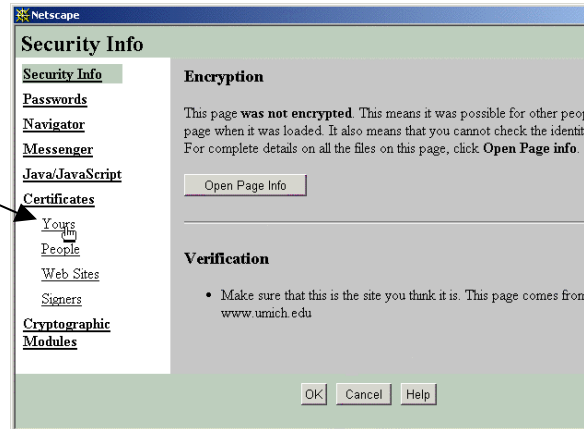 Netscape
Security Info
Security Info
Passwords
Navigator
Messenger
Java/JavaScript
Certificates
Yours
People
Web Sites
Signers
Cryptographic
Modules
Encryption
This page was not encrypted. This means it was possible for other
page when it was loaded. It also means that you cannot check the
For complete details on all the files on this page, click Open Page info.
Open Page Info
Verification
• Make sure that this is the site you think it is. This page comes
www.umich.edu
OK Cancel Help